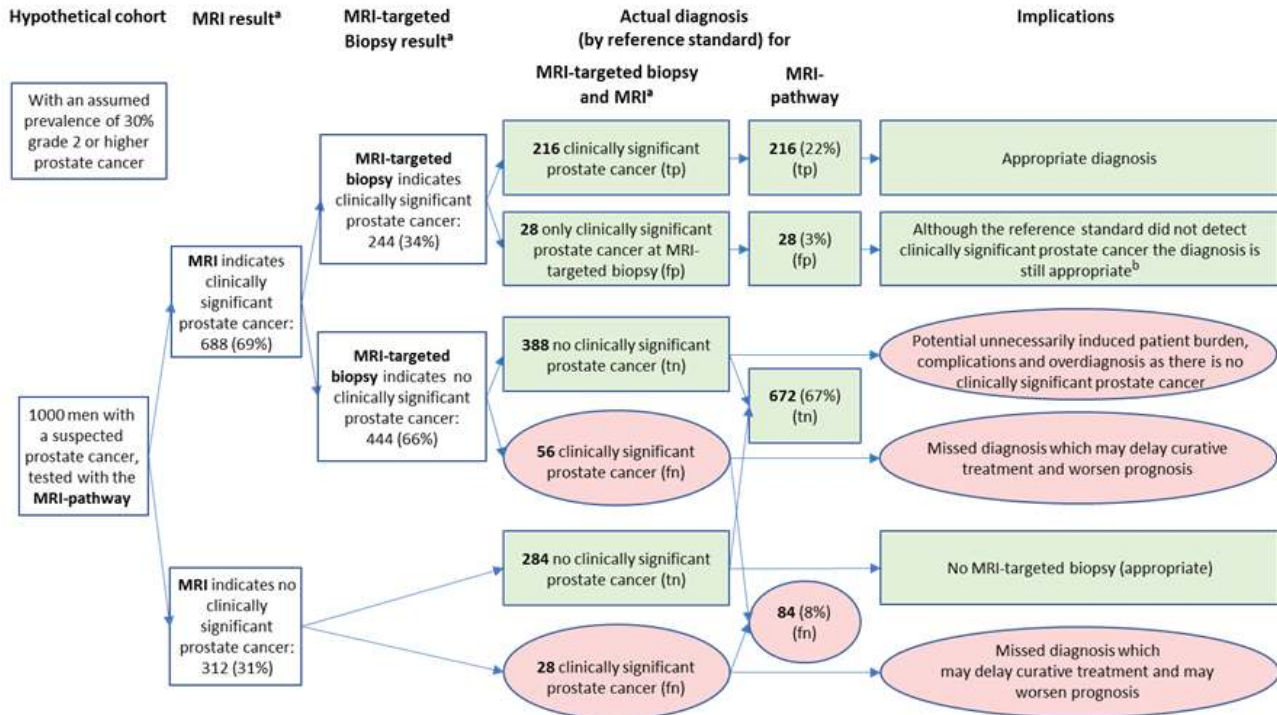 Hypothetical cohort
MRI resultᵃ
MRI-targeted
Biopsy resultᵃ
Actual diagnosis
(by reference standard) for
Implications
MRI-targeted biopsy
and MRIᵃ
MRI-
pathway
With an assumed
prevalence of 30%
grade 2 or higher
prostate cancer
1000 men with
a suspected
prostate cancer,
tested with the
MRI-pathway
MRI indicates
clinically
significant
prostate cancer:
688 (69%)
MRI indicates no
clinically
significant
prostate cancer:
312 (31%)
MRI-targeted
biopsy indicates
clinically significant
prostate cancer:
244 (34%)
MRI-targeted
biopsy indicates no
clinically significant
prostate cancer:
444 (66%)
216 clinically significant
prostate cancer (tp)
216 (22%)
(tp)
Appropriate diagnosis
28 only clinically significant
prostate cancer at MRI-
targeted biopsy (fp)
28 (3%)
(fp)
Although the reference standard did not detect
clinically significant prostate cancer the diagnosis is
still appropriateᵇ
388 no clinically significant
prostate cancer (tn)
672 (67%)
(tn)
Potential unnecessarily induced patient burden,
complications and overdiagnosis as there is no
clinically significant prostate cancer
56 clinically significant
prostate cancer (fn)
Missed diagnosis which may delay curative
treatment and worsen prognosis
284 no clinically significant
prostate cancer (tn)
No MRI-targeted biopsy (appropriate)
84 (8%)
(fn)
28 clinically significant
prostate cancer (fn)
Missed diagnosis which
may delay curative treatment and may
worsen prognosis